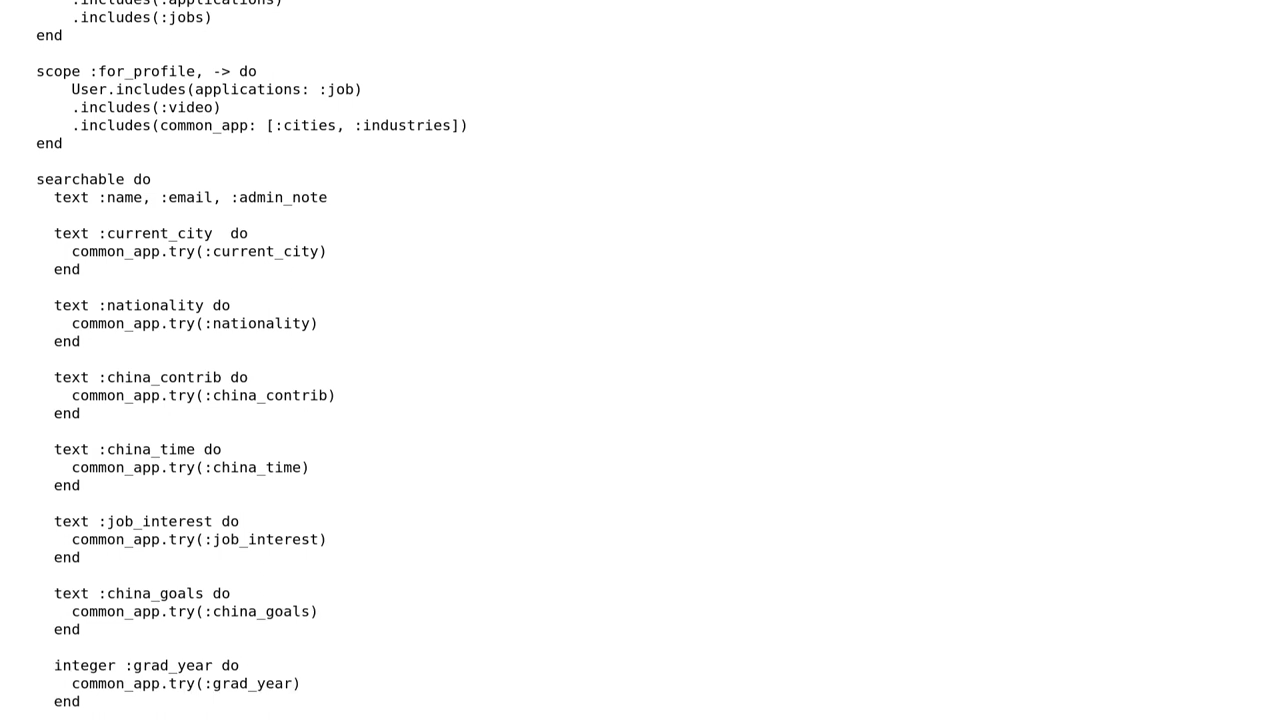 .includes(:applications)
.includes(:jobs)
end
scope :for_profile, -> do
User.includes(applications: :job)
.includes(:video)
.includes(common_app: [:cities, :industries])
end
searchable do
text :name, :email, :admin_note
text :current_city  do
common_app.try(:current_city)
end
text :nationality do
common_app.try(:nationality)
end
text :china_contrib do
common_app.try(:china_contrib)
end
text :china_time do
common_app.try(:china_time)
end
text :job_interest do
common_app.try(:job_interest)
end
text :china_goals do
common_app.try(:china_goals)
end
integer :grad_year do
common_app.try(:grad_year)
end